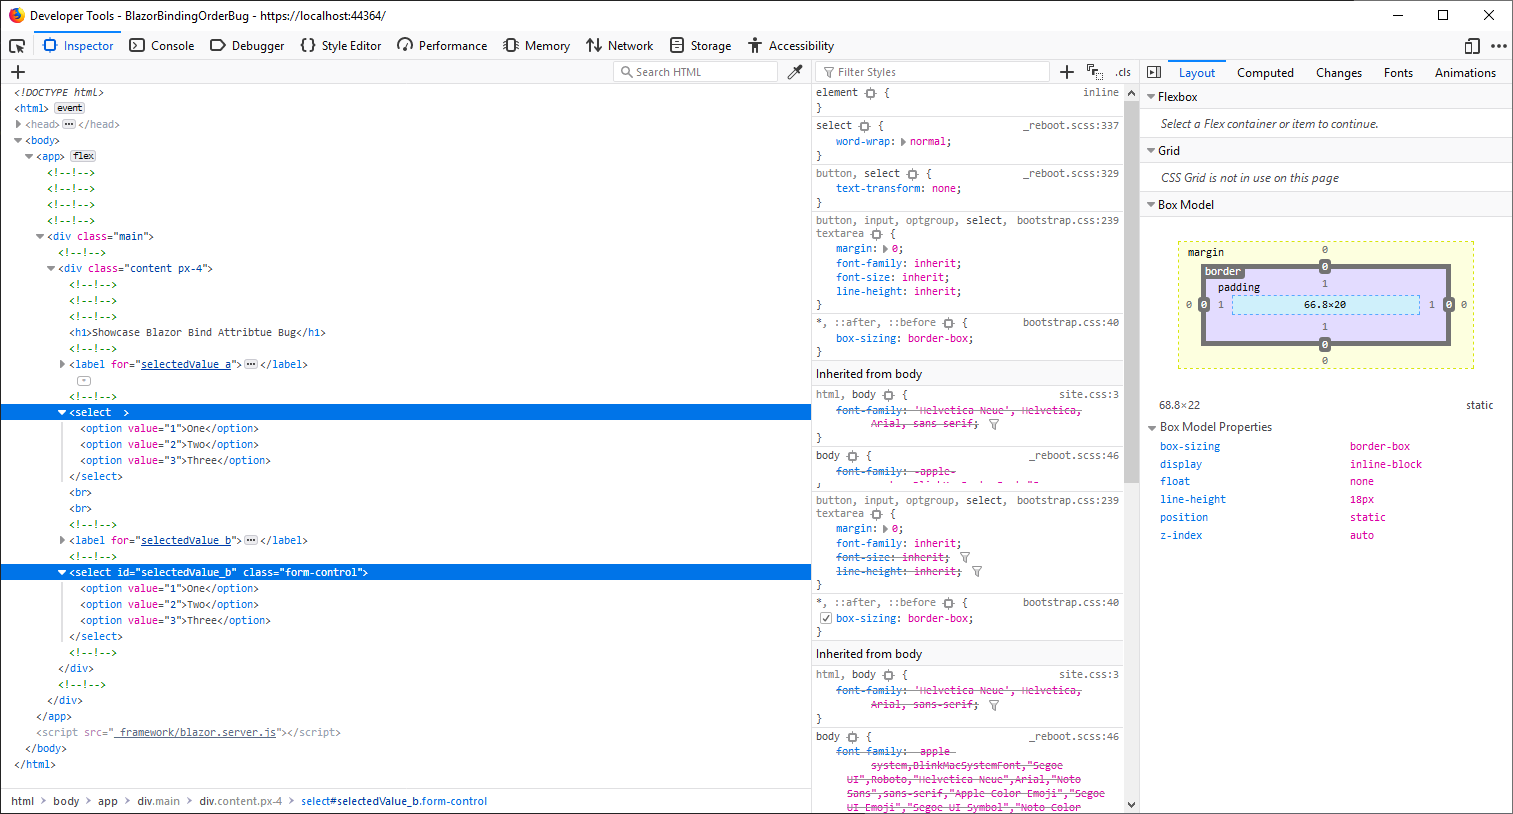 Developer Tools - BlazorBindingOrderBug - https://localhost:44364/
Inspector Console Debugger Style Editor Performance Memory Network Storage Accessibility
Search HTML
<!DOCTYPE html>
<html> event
<head> </head>
<body>
<app> flex
<!--!-->
<!--!-->
<!--!-->
<!--!-->
<div class="main">
<!--!-->
<div class="content px-4">
<!--!-->
<!--!-->
<!--!-->
<h1>Showcase Blazor Bind Attribtue Bug</h1>
<!--!-->
<label for="selectedValue_a"> </label>
<!--!-->
<select >
<option value="1">One</option>
<option value="2">Two</option>
<option value="3">Three</option>
</select>
<br>
<br>
<!--!-->
<label for="selectedValue_b"> </label>
<!--!-->
<select id="selectedValue_b" class="form-control">
<option value="1">One</option>
<option value="2">Two</option>
<option value="3">Three</option>
</select>
<!--!-->
</div>
<!--!-->
</div>
</app>
<script src="_framework/blazor.server.js"></script>
</body>
</html>
html > body > app > div.main > div.content.px-4 > select#selectedValue_b.form-control
Filter Styles .cls
element { inline
}
select { _reboot.scss:337
word-wrap: normal;
}
button, select { _reboot.scss:329
text-transform: none;
}
button, input, optgroup, select, bootstrap.css:239
textarea {
margin: 0;
font-family: inherit;
font-size: inherit;
line-height: inherit;
}
*, ::after, ::before { bootstrap.css:40
box-sizing: border-box;
}
Inherited from body
html, body { site.css:3
font-family: 'Helvetica Neue', Helvetica,
Arial, sans-serif;
}
body { _reboot.scss:46
font-family: -apple-
button, input, optgroup, select, bootstrap.css:239
textarea {
margin: 0;
font-family: inherit;
font-size: inherit;
line-height: inherit;
}
*, ::after, ::before { bootstrap.css:40
box-sizing: border-box;
}
Inherited from body
html, body { site.css:3
font-family: 'Helvetica Neue', Helvetica,
Arial, sans-serif;
}
body { _reboot.scss:46
font-family: -apple-
system,BlinkMacSystemFont,"Segoe
UI",Roboto,"Helvetica Neue",Arial,"Noto
Sans",sans-serif,"Apple Color Emoji","Segoe
UI Emoji","Segoe UI Symbol","Noto Color
Layout Computed Changes Fonts Animations
Flexbox
Select a Flex container or item to continue.
Grid
CSS Grid is not in use on this page
Box Model
margin 0
border 0
padding 1
0 0 1 66.8×20 1 0 0
1
0
0
68.8×22 static
Box Model Properties
box-sizing border-box
display inline-block
float none
line-height 18px
position static
z-index auto